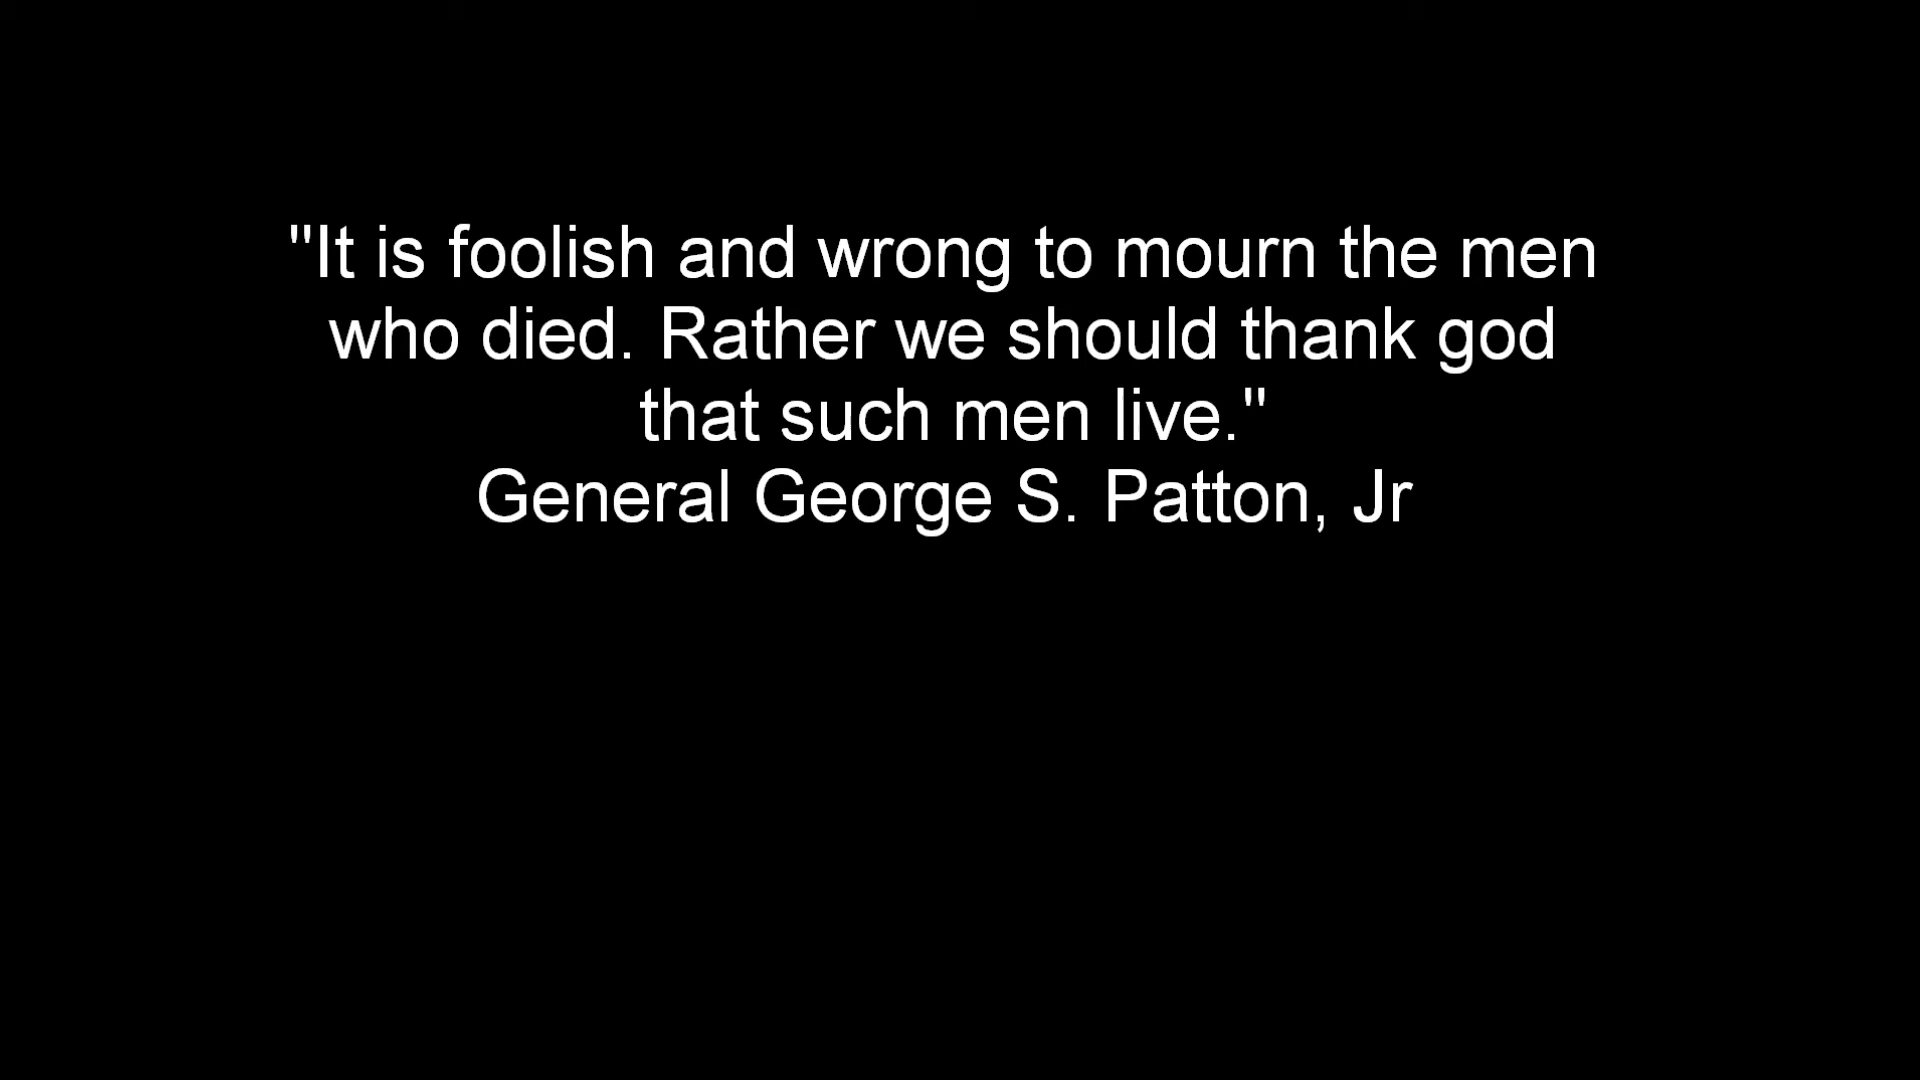 "It is foolish and wrong to mourn the men
who died. Rather we should thank god
that such men live."
General George S. Patton, Jr